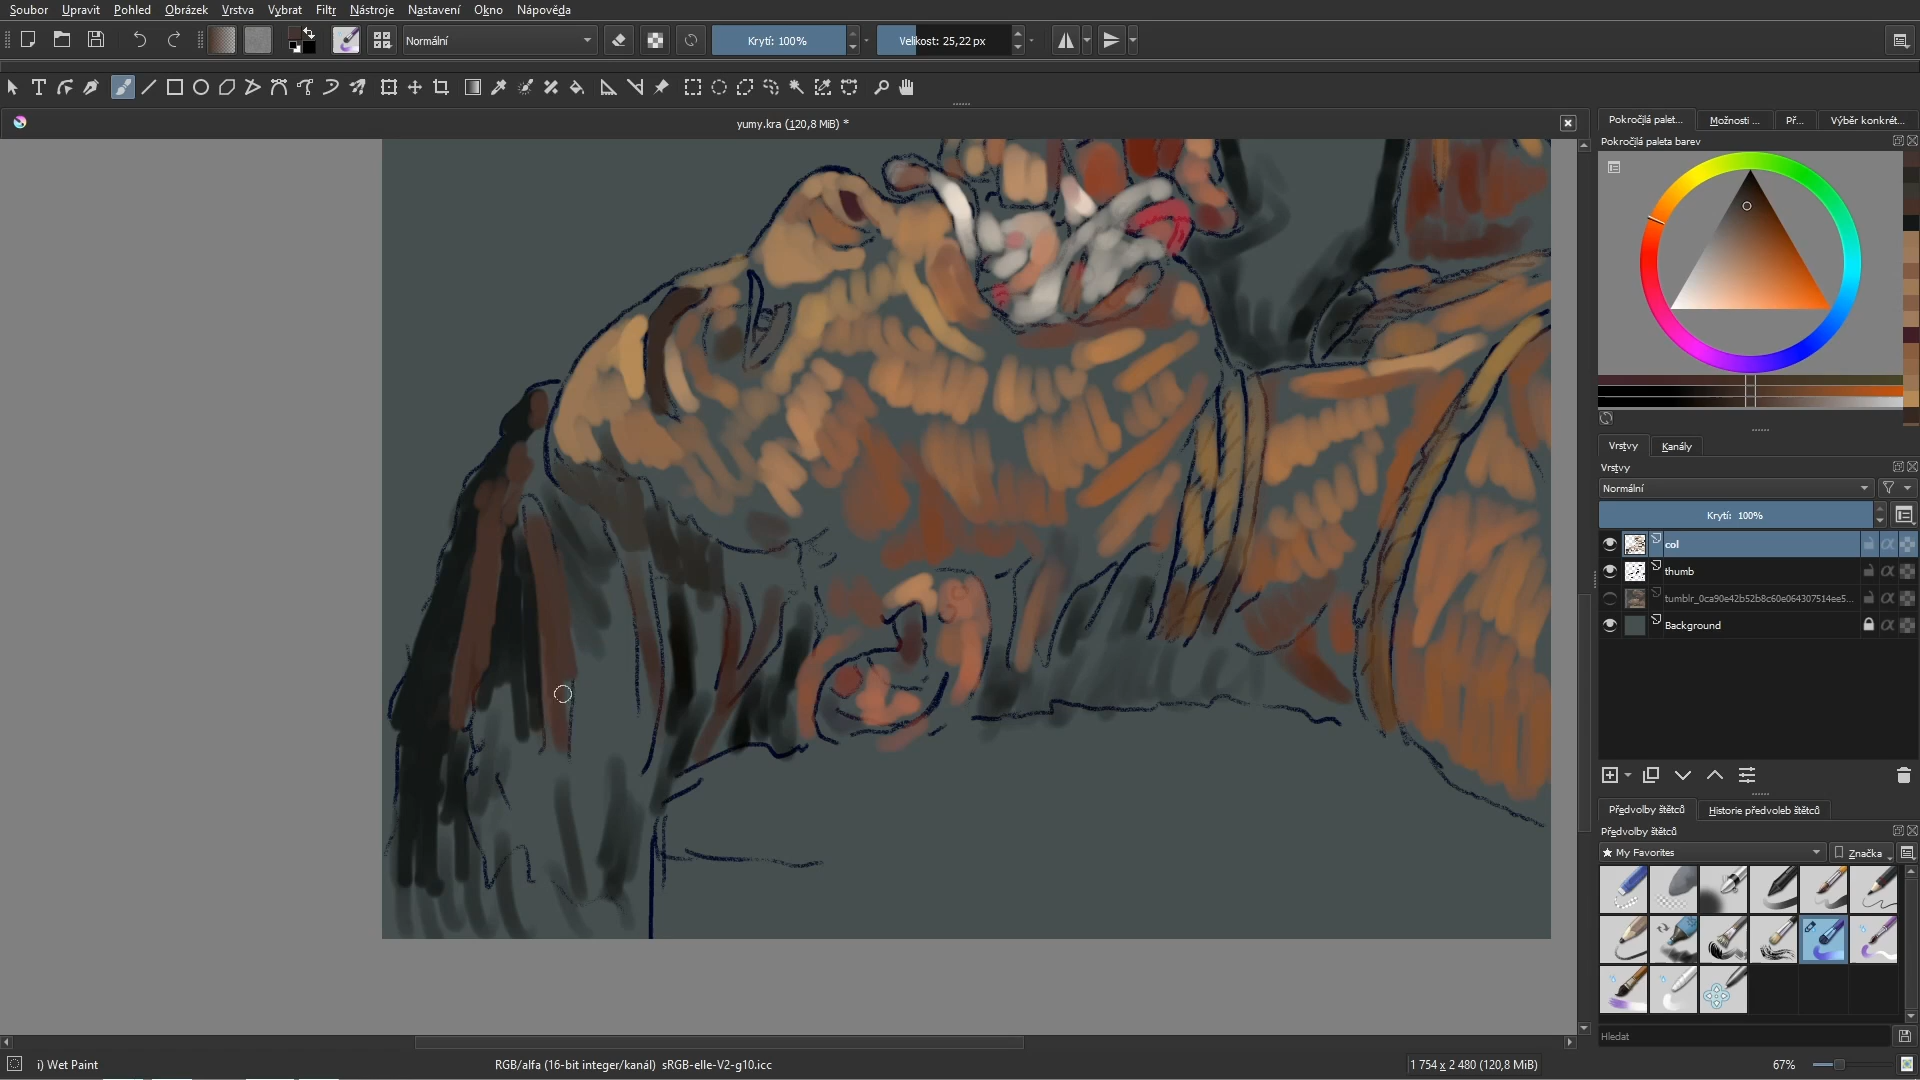 Soubor Upravit Pohled Obrázek Vrstva Vybrat Filtr Nástroje Nastavení Okno Nápověda
Normální
Krytí: 100%
Velikost: 25,22 px
yumy.kra (120,8 MiB) *
Pokročilá palet... Možnosti ... Př... Výběr konkrét...
Pokročilá paleta barev
Vrstvy Kanály
Vrstvy
Normální
Krytí: 100%
col
thumb
tumblr_0ca90e42b52b8c60e064307514ee5...
Background
Předvolby štětců Historie předvoleb štětců
Předvolby štětců
★ My Favorites
Značka
Hledat
i) Wet Paint
RGB/alfa (16-bit integer/kanál) sRGB-elle-V2-g10.icc
1 754 x 2 480 (120,8 MiB)
67%